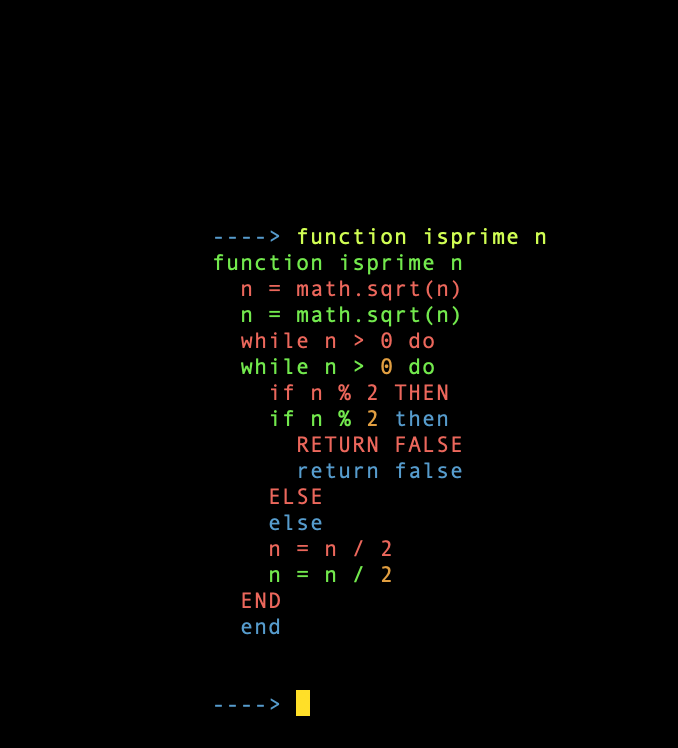 ----> function isprime n
function isprime n
  n = math.sqrt(n)
  n = math.sqrt(n)
  while n > 0 do
  while n > 0 do
    if n % 2 THEN
    if n % 2 then
      RETURN FALSE
      return false
    ELSE
    else
    n = n / 2
    n = n / 2
  END
  end
---->